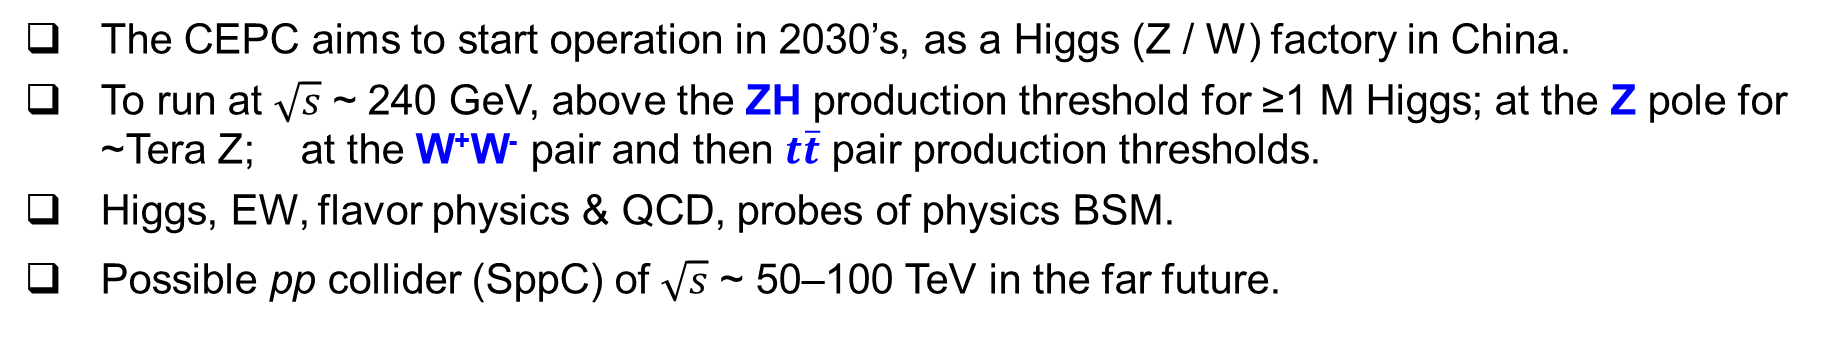 ❑ The CEPC aims to start operation in 2030’s, as a Higgs (Z / W) factory in China.
❑ To run at √s ~ 240 GeV, above the ZH production threshold for ≥1 M Higgs; at the Z pole for
~Tera Z; at the W⁺W⁻ pair and then tt̄ pair production thresholds.
❑ Higgs, EW, flavor physics & QCD, probes of physics BSM.
❑ Possible pp collider (SppC) of √s ~ 50–100 TeV in the far future.